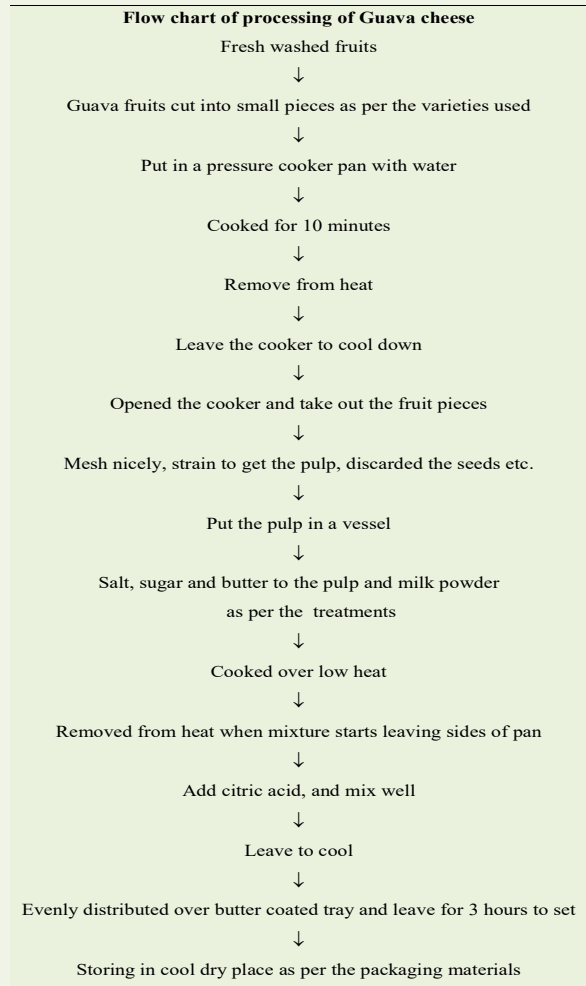 Flow chart of processing of Guava cheese
Fresh washed fruits
↓
Guava fruits cut into small pieces as per the varieties used
↓
Put in a pressure cooker pan with water
↓
Cooked for 10 minutes
↓
Remove from heat
↓
Leave the cooker to cool down
↓
Opened the cooker and take out the fruit pieces
↓
Mesh nicely, strain to get the pulp, discarded the seeds etc.
↓
Put the pulp in a vessel
↓
Salt, sugar and butter to the pulp and milk powder
as per the treatments
↓
Cooked over low heat
↓
Removed from heat when mixture starts leaving sides of pan
↓
Add citric acid, and mix well
↓
Leave to cool
↓
Evenly distributed over butter coated tray and leave for 3 hours to set
↓
Storing in cool dry place as per the packaging materials